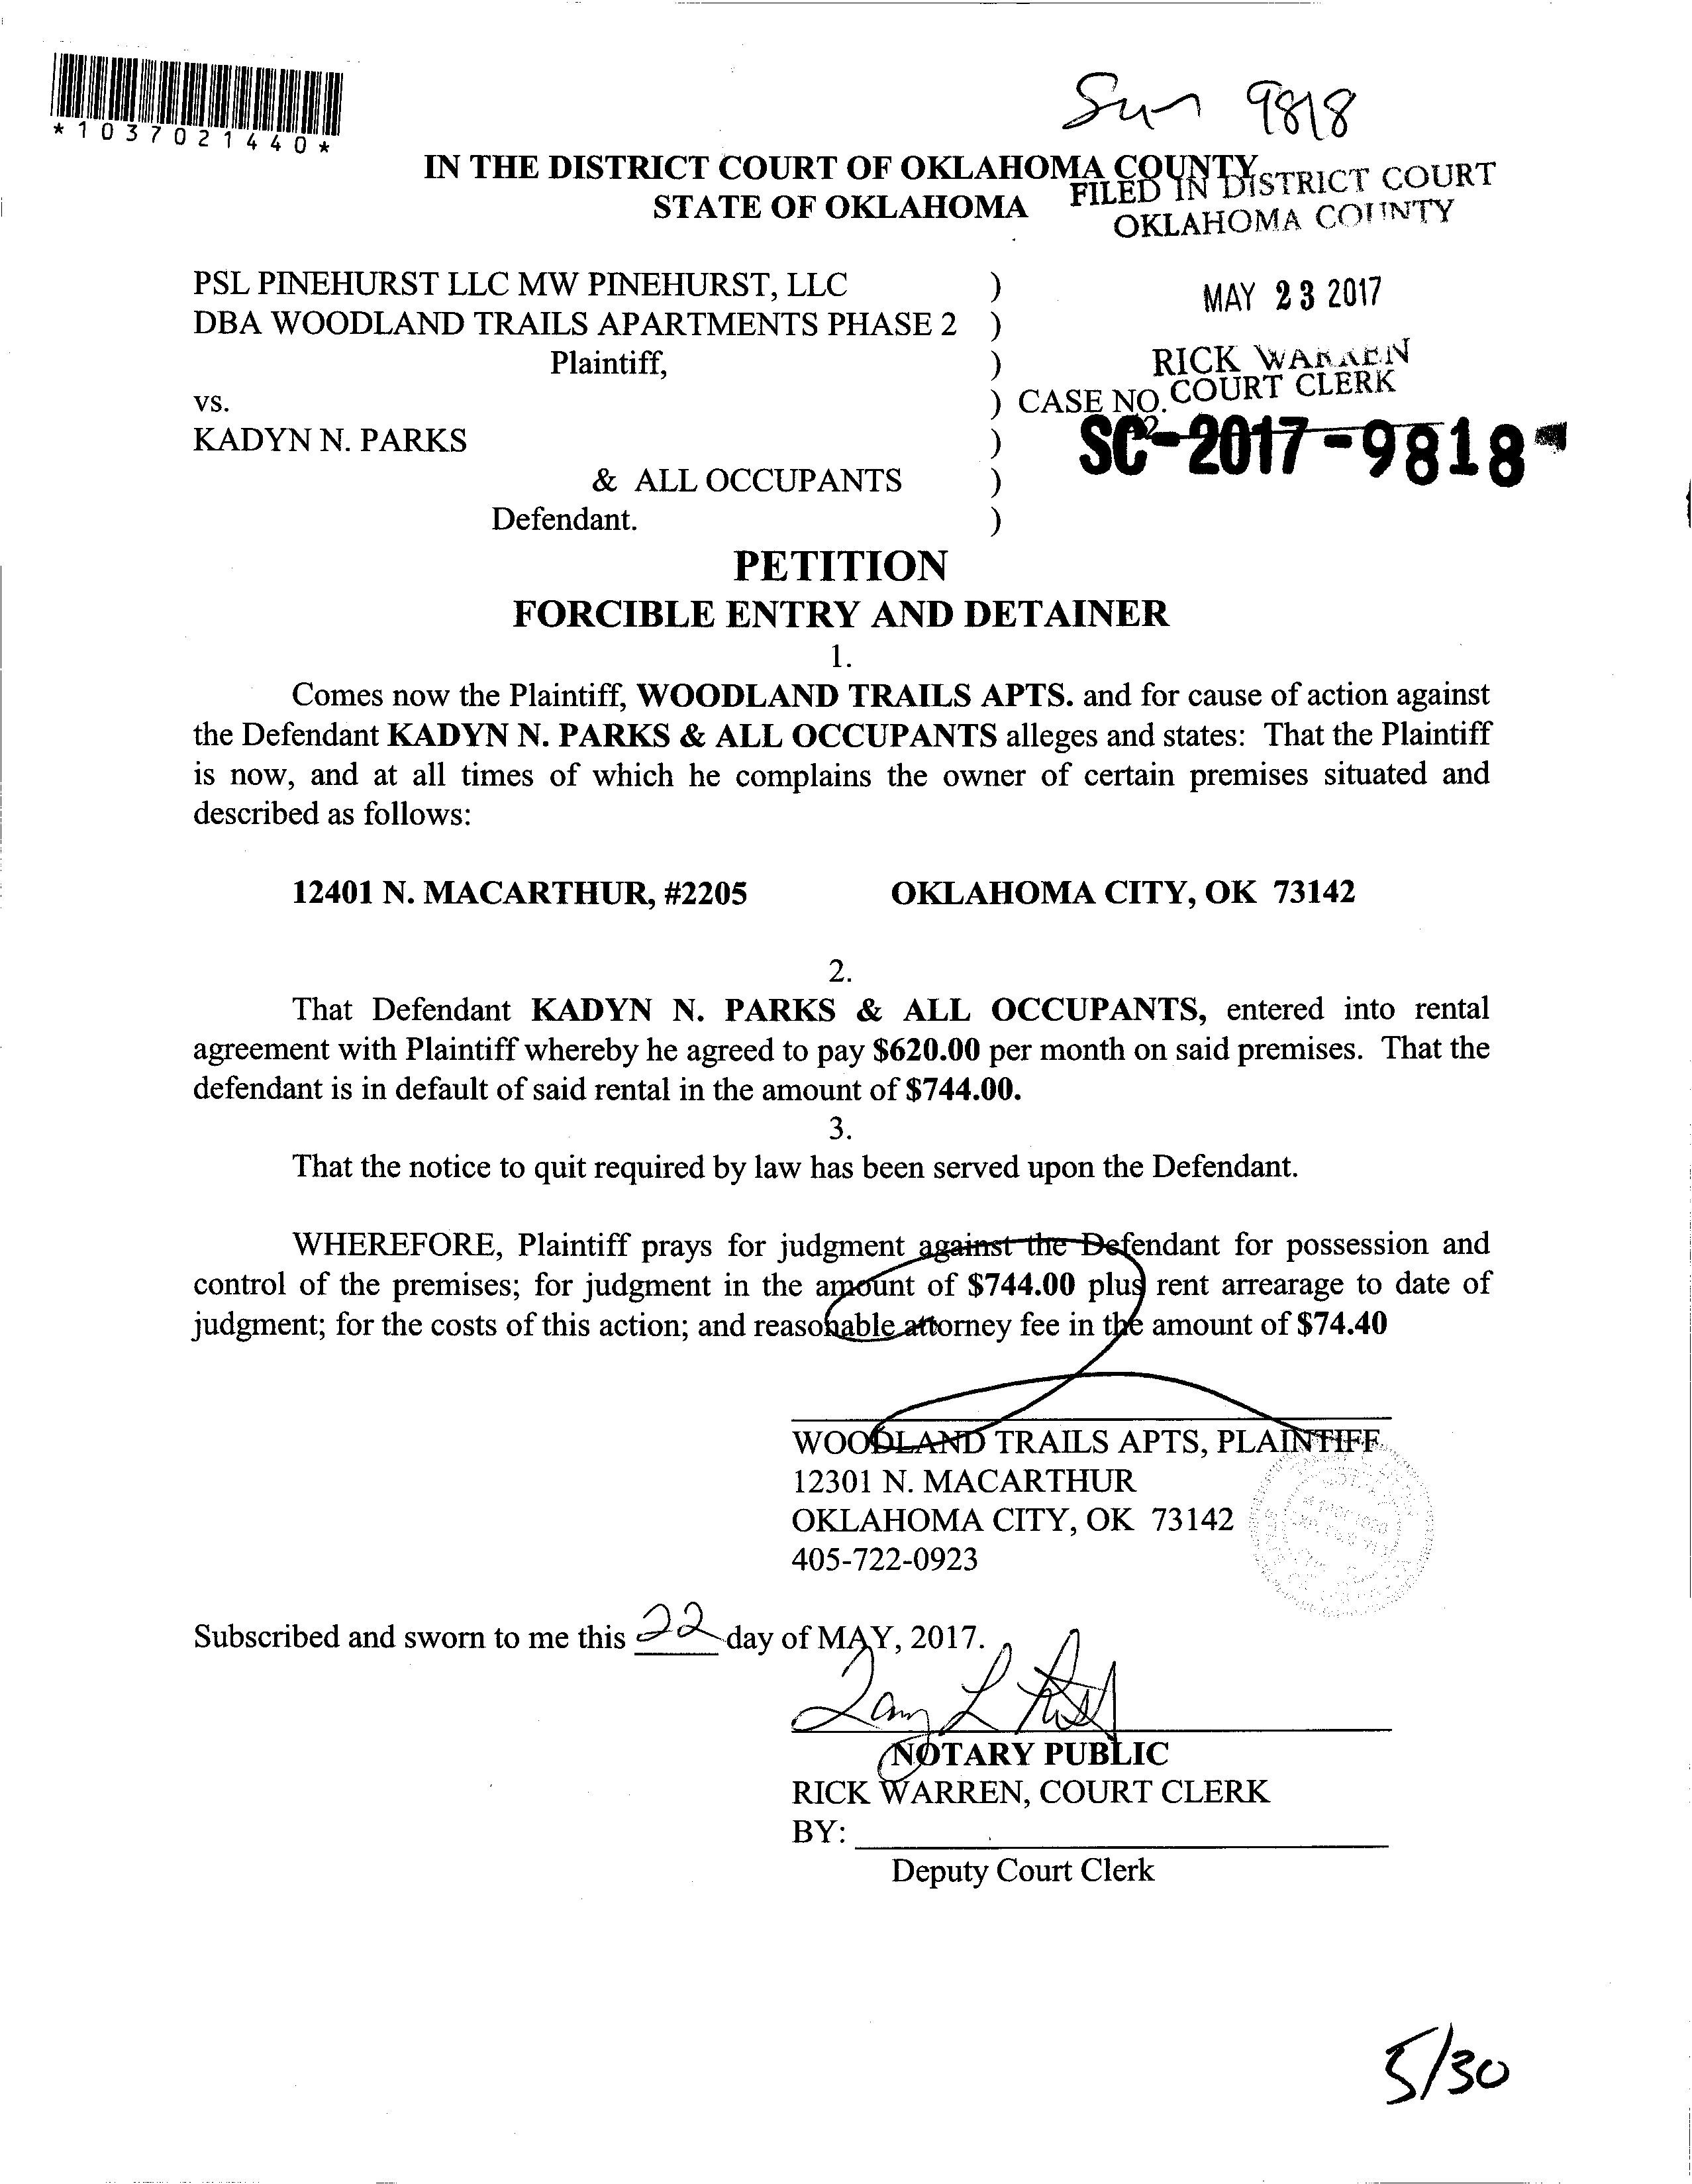 *1037021440*
Sum 9818
IN THE DISTRICT COURT OF OKLAHOMA COUNTY
STATE OF OKLAHOMA
FILED IN DISTRICT COURT
OKLAHOMA COUNTY
PSL PINEHURST LLC MW PINEHURST, LLC )
DBA WOODLAND TRAILS APARTMENTS PHASE 2 )
MAY 23 2017
Plaintiff, )
RICK WARREN
COURT CLERK
vs. ) CASE NO.
SC-2017-9818
KADYN N. PARKS )
& ALL OCCUPANTS )
Defendant. )
PETITION
FORCIBLE ENTRY AND DETAINER
1.
Comes now the Plaintiff, WOODLAND TRAILS APTS. and for cause of action against
the Defendant KADYN N. PARKS & ALL OCCUPANTS alleges and states: That the Plaintiff
is now, and at all times of which he complains the owner of certain premises situated and
described as follows:
12401 N. MACARTHUR, #2205 OKLAHOMA CITY, OK 73142
2.
That Defendant KADYN N. PARKS & ALL OCCUPANTS, entered into rental
agreement with Plaintiff whereby he agreed to pay $620.00 per month on said premises. That the
defendant is in default of said rental in the amount of $744.00.
3.
That the notice to quit required by law has been served upon the Defendant.
WHEREFORE, Plaintiff prays for judgment against the Defendant for possession and
control of the premises; for judgment in the amount of $744.00 plus rent arrearage to date of
judgment; for the costs of this action; and reasonable attorney fee in the amount of $74.40
WOODLAND TRAILS APTS, PLAINTIFF
12301 N. MACARTHUR
OKLAHOMA CITY, OK 73142
405-722-0923
Subscribed and sworn to me this 22 day of MAY, 2017.
NOTARY PUBLIC
RICK WARREN, COURT CLERK
BY:
Deputy Court Clerk
5/30